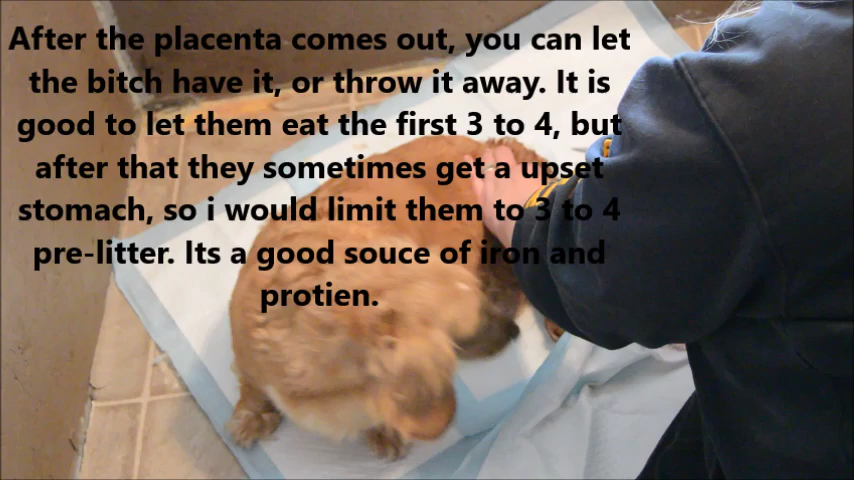 After the placenta comes out, you can let
the bitch have it, or throw it away. It is
good to let them eat the first 3 to 4, but
after that they sometimes get a upset
stomach, so i would limit them to 3 to 4
pre-litter. Its a good souce of iron and
protien.